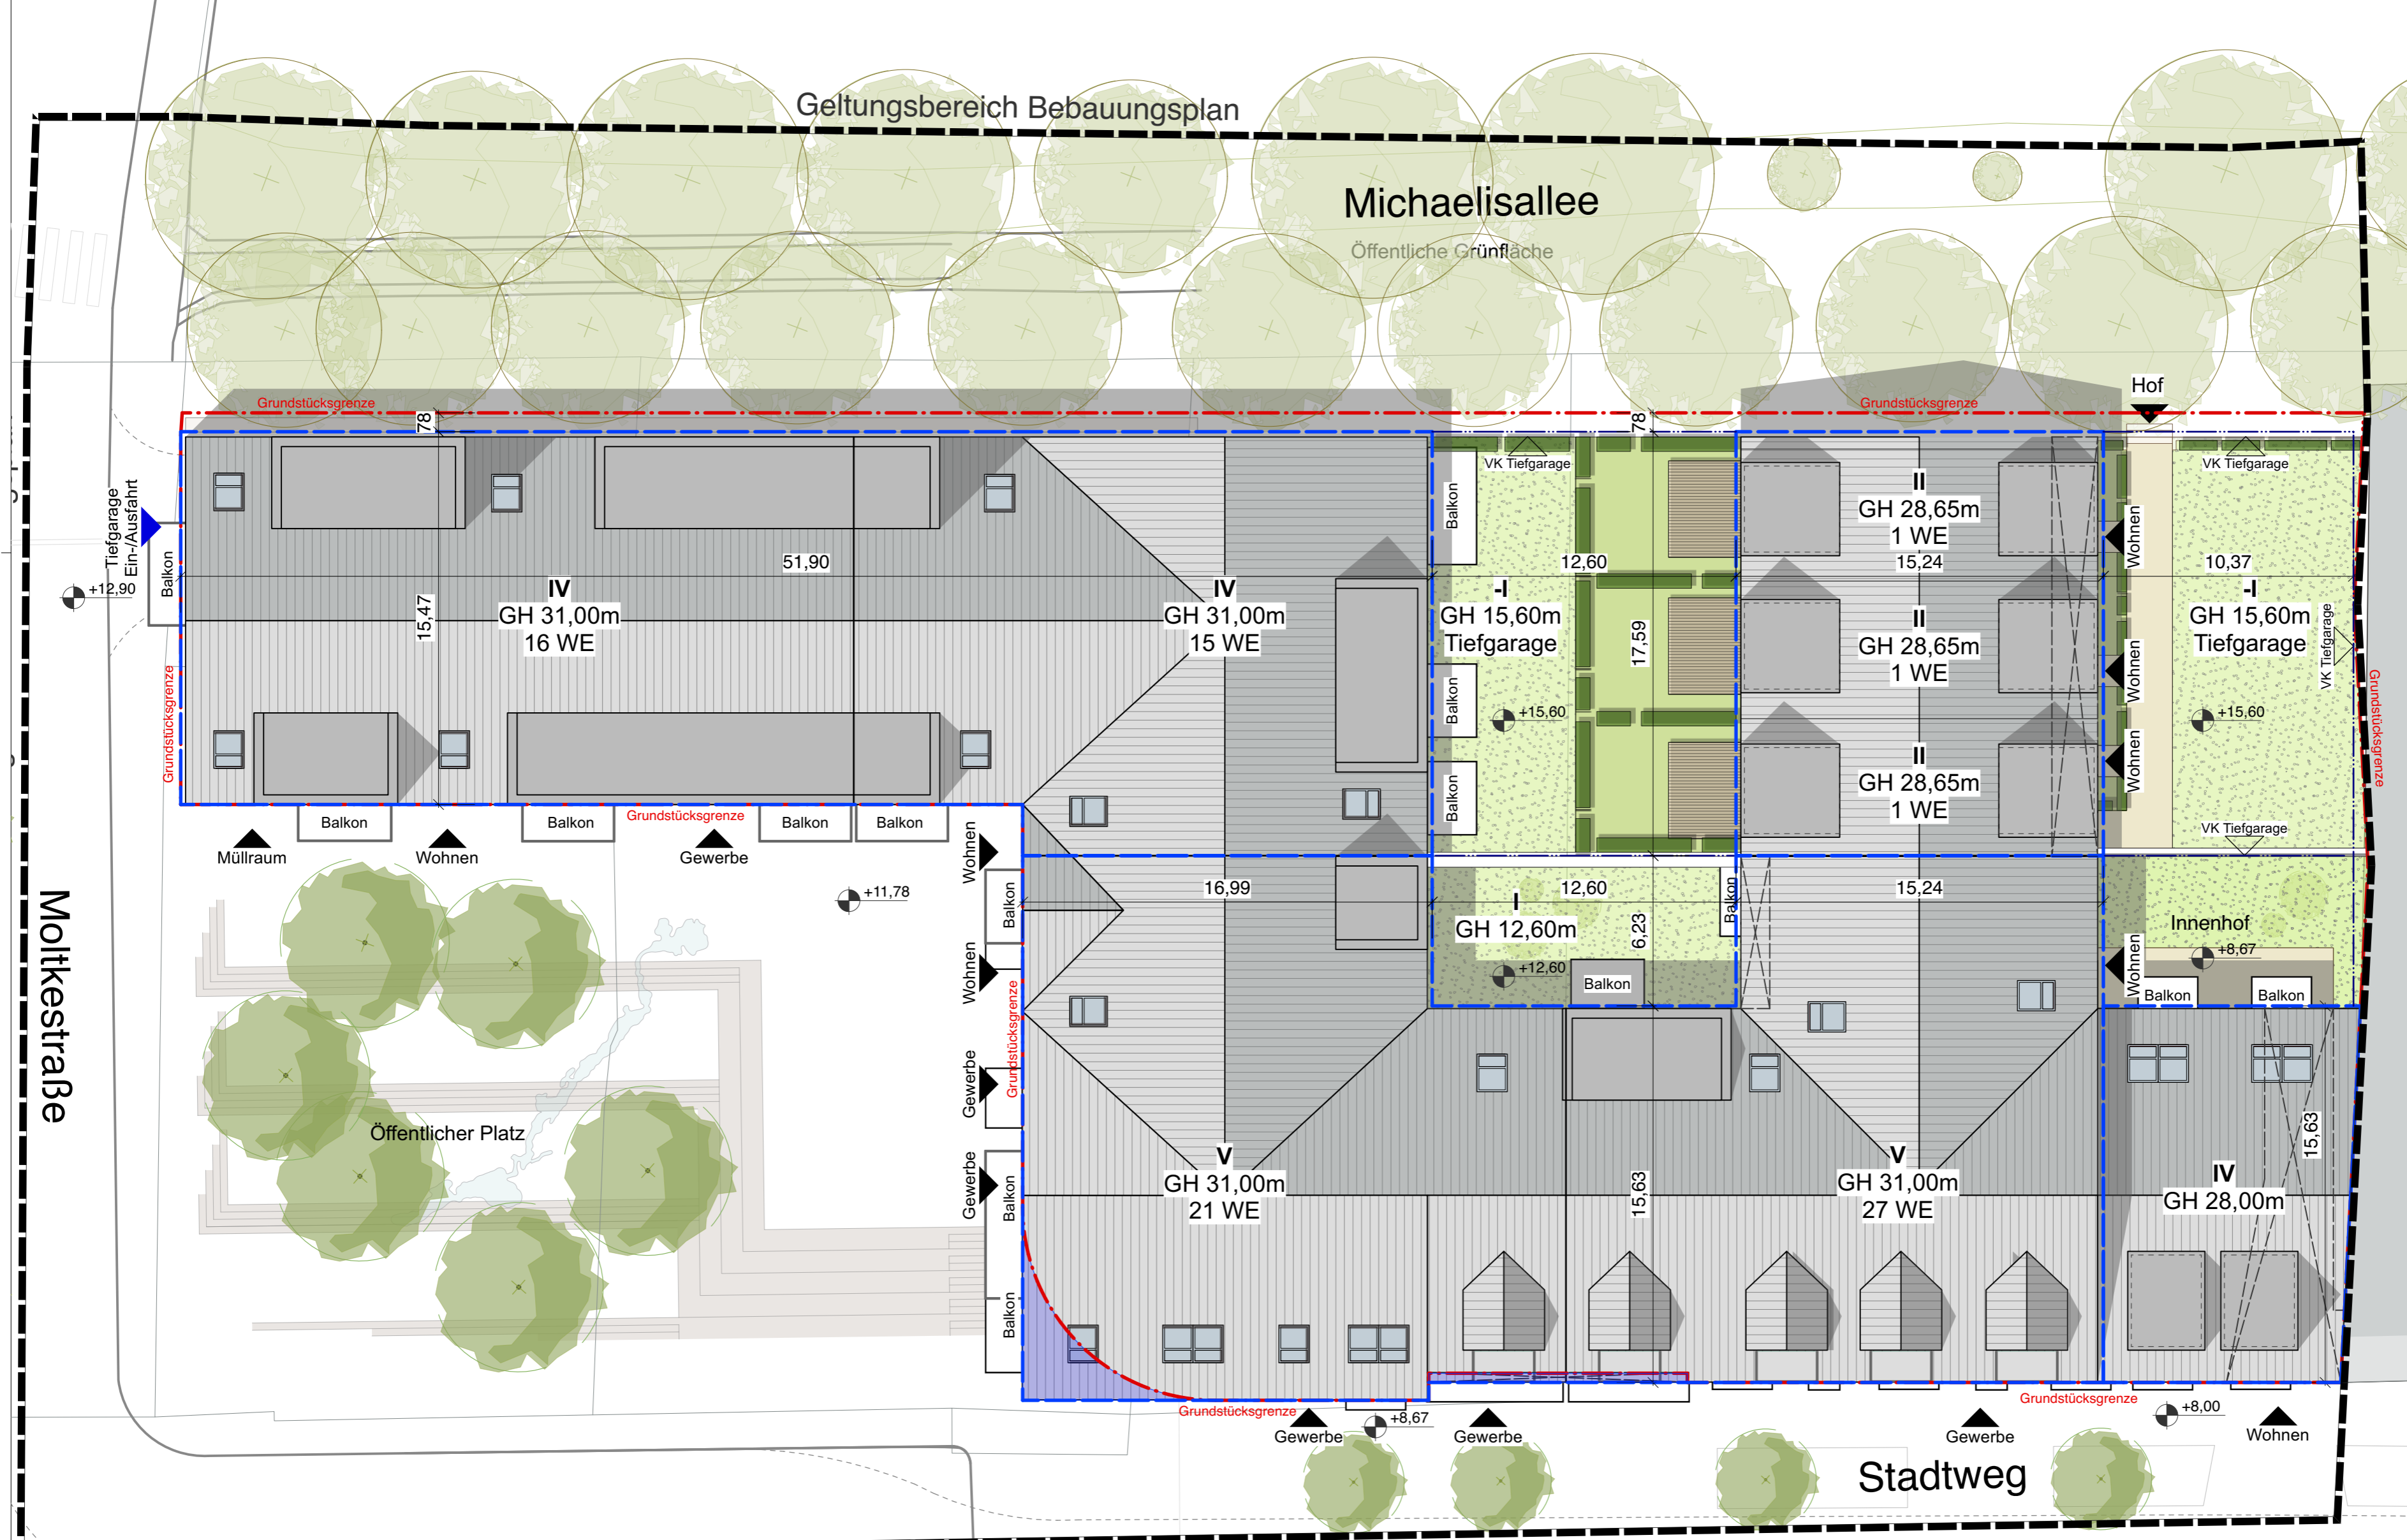 Geltungsbereich Bebauungsplan
Michaelisallee
Öffentliche Grünfläche
Hof
Grundstücksgrenze
Grundstücksgrenze
78
78
VK Tiefgarage
VK Tiefgarage
Tiefgarage
Ein-/Ausfahrt
Balkon
+12,90
51,90
15,47
IV
GH 31,00m
16 WE
IV
GH 31,00m
15 WE
Balkon
Balkon
Balkon
12,60
-I
GH 15,60m
Tiefgarage
17,59
+15,60
II
GH 28,65m
1 WE
15,24
II
GH 28,65m
1 WE
II
GH 28,65m
1 WE
Wohnen
Wohnen
Wohnen
10,37
-I
GH 15,60m
Tiefgarage
VK Tiefgarage
+15,60
VK Tiefgarage
Grundstücksgrenze
Grundstücksgrenze
Balkon
Balkon
Grundstücksgrenze
Balkon
Balkon
Müllraum
Wohnen
Gewerbe
+11,78
Wohnen
Balkon
Wohnen
Grundstücksgrenze
Gewerbe
Gewerbe
Balkon
Balkon
16,99
12,60
I
GH 12,60m
6,23
+12,60
Balkon
Balkon
15,24
Innenhof
+8,67
Wohnen
Balkon
Balkon
Moltkestraße
Öffentlicher Platz
V
GH 31,00m
21 WE
15,63
V
GH 31,00m
27 WE
15,63
IV
GH 28,00m
Grundstücksgrenze
Gewerbe
+8,67
Gewerbe
Gewerbe
Grundstücksgrenze
+8,00
Wohnen
Stadtweg